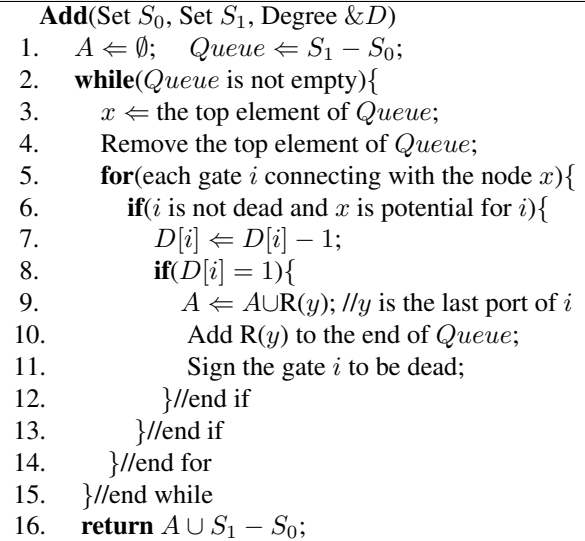 Add(Set S₀, Set S₁, Degree &D)
1. A ⇐ ∅; Queue ⇐ S₁ − S₀;
2. while(Queue is not empty){
3. x ⇐ the top element of Queue;
4. Remove the top element of Queue;
5. for(each gate i connecting with the node x){
6. if(i is not dead and x is potential for i){
7. D[i] ⇐ D[i] − 1;
8. if(D[i] = 1){
9. A ⇐ A∪R(y); //y is the last port of i
10. Add R(y) to the end of Queue;
11. Sign the gate i to be dead;
12. }//end if
13. }//end if
14. }//end for
15. }//end while
16. return A ∪ S₁ − S₀;